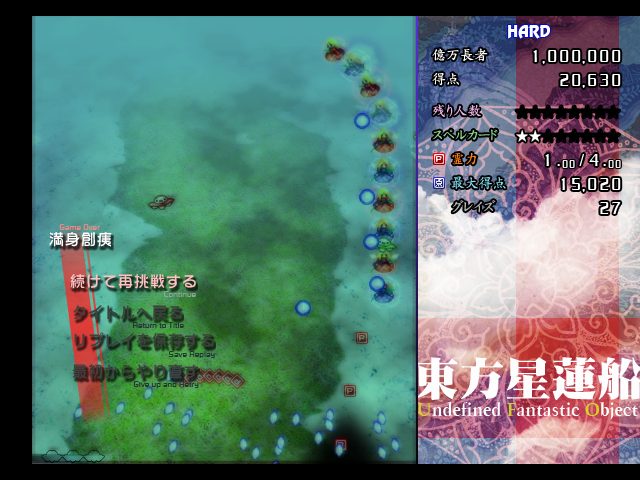 HARD
億万長者 1,000,000
得点 20,630
残り人数
スペルカード
P 霊力 1.00/4.00
最大得点 15,020
グレイズ 27
Game Over
満身創痍
続けて再挑戦する
Continue
タイトルへ戻る
Return to Title
リプレイを保存する
Save Replay
最初からやり直す
Give up and Retry
東方星蓮船
Undefined Fantastic Object